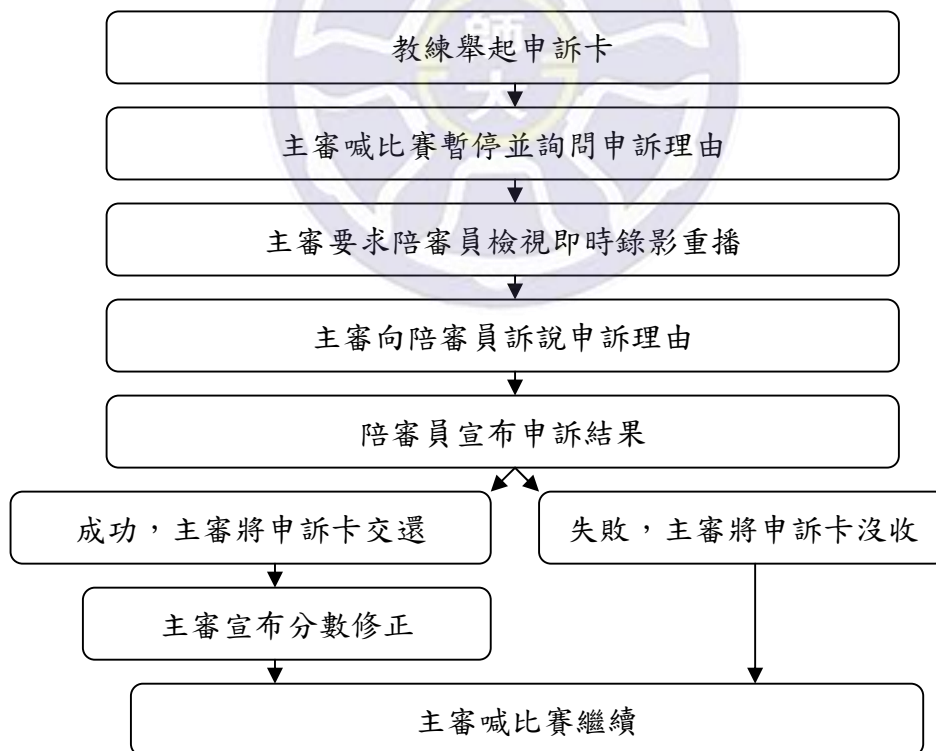 師
大
教練舉起申訴卡
主審喊比賽暫停並詢問申訴理由
主審要求陪審員檢視即時錄影重播
主審向陪審員訴說申訴理由
陪審員宣布申訴結果
成功，主審將申訴卡交還
失敗，主審將申訴卡沒收
主審宣布分數修正
主審喊比賽繼續